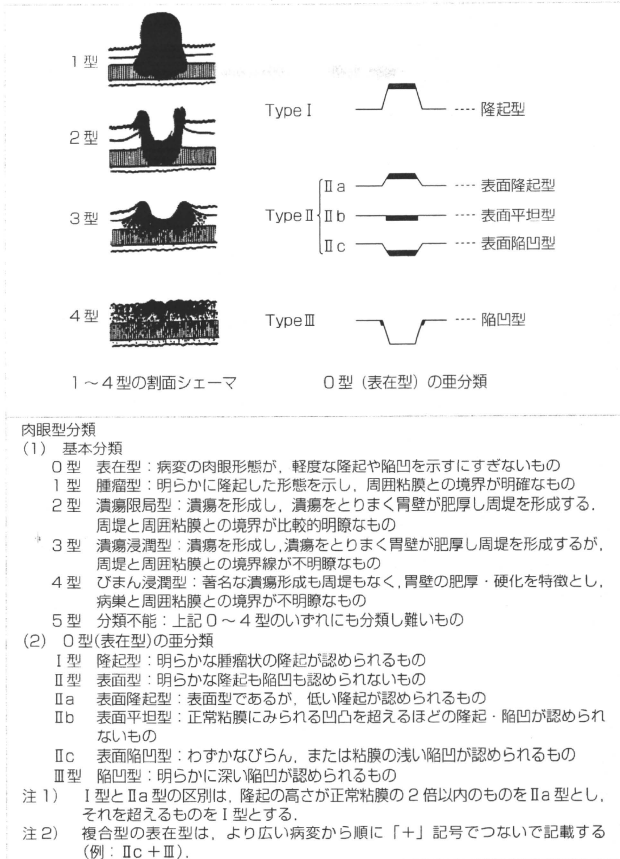 1型
2型
3型
4型
Type Ⅰ ---- 隆起型
Type Ⅱ
Ⅱa ---- 表面隆起型
Ⅱb ---- 表面平坦型
Ⅱc ---- 表面陥凹型
Type Ⅲ ---- 陥凹型
1～4型の割面シェーマ
0型（表在型）の亜分類
肉眼型分類
(1) 基本分類
0型 表在型：病変の肉眼形態が，軽度な隆起や陥凹を示すにすぎないもの
1型 腫瘤型：明らかに隆起した形態を示し，周囲粘膜との境界が明確なもの
2型 潰瘍限局型：潰瘍を形成し，潰瘍をとりまく胃壁が肥厚し周堤を形成する．
周堤と周囲粘膜との境界が比較的明瞭なもの
3型 潰瘍浸潤型：潰瘍を形成し，潰瘍をとりまく胃壁が肥厚し周堤を形成するが，
周堤と周囲粘膜との境界線が不明瞭なもの
4型 びまん浸潤型：著名な潰瘍形成も周堤もなく，胃壁の肥厚・硬化を特徴とし，
病巣と周囲粘膜との境界が不明瞭なもの
5型 分類不能：上記0～4型のいずれにも分類し難いもの
(2) 0型(表在型)の亜分類
Ⅰ型 隆起型：明らかな腫瘤状の隆起が認められるもの
Ⅱ型 表面型：明らかな隆起も陥凹も認められないもの
Ⅱa 表面隆起型：表面型であるが，低い隆起が認められるもの
Ⅱb 表面平坦型：正常粘膜にみられる凹凸を超えるほどの隆起・陥凹が認められ
ないもの
Ⅱc 表面陥凹型：わずかなびらん，または粘膜の浅い陥凹が認められるもの
Ⅲ型 陥凹型：明らかに深い陥凹が認められるもの
注1） Ⅰ型とⅡa型の区別は，隆起の高さが正常粘膜の2倍以内のものをⅡa型とし，
それを超えるものをⅠ型とする．
注2） 複合型の表在型は，より広い病変から順に「＋」記号でつないで記載する
（例：Ⅱc＋Ⅲ）．